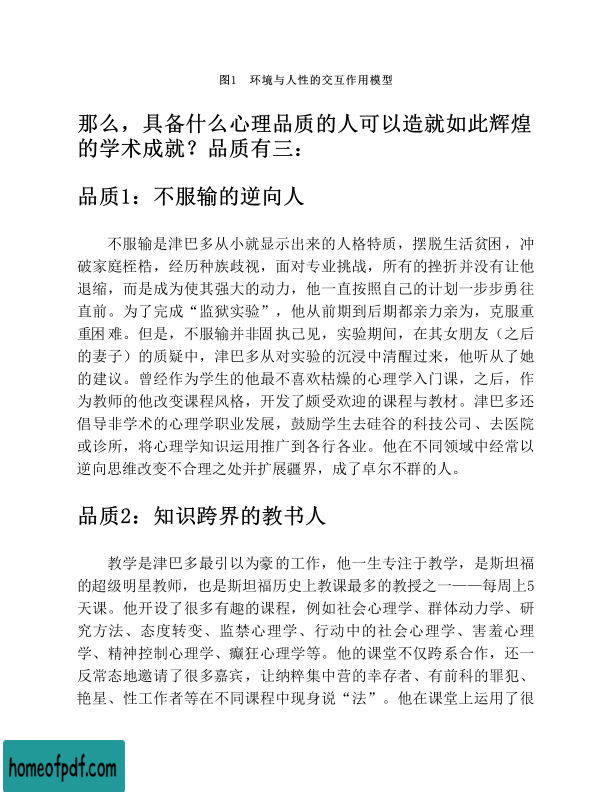 图1　环境与人性的交互作用模型
那么，具备什么心理品质的人可以造就如此辉煌
的学术成就？品质有三：
品质1：不服输的逆向人
不服输是津巴多从小就显示出来的人格特质，摆脱生活贫困，冲
破家庭桎梏，经历种族歧视，面对专业挑战，所有的挫折并没有让他
退缩，而是成为使其强大的动力，他一直按照自己的计划一步步勇往
直前。为了完成“监狱实验”，他从前期到后期都亲力亲为，克服重
重困难。但是，不服输并非固执己见，实验期间，在其女朋友（之后
的妻子）的质疑中，津巴多从对实验的沉浸中清醒过来，他听从了她
的建议。曾经作为学生的他最不喜欢枯燥的心理学入门课，之后，作
为教师的他改变课程风格，开发了颇受欢迎的课程与教材。津巴多还
倡导非学术的心理学职业发展，鼓励学生去硅谷的科技公司、去医院
或诊所，将心理学知识运用推广到各行各业。他在不同领域中经常以
逆向思维改变不合理之处并扩展疆界，成了卓尔不群的人。
品质2：知识跨界的教书人
教学是津巴多最引以为豪的工作，他一生专注于教学，是斯坦福
的超级明星教师，也是斯坦福历史上教课最多的教授之一——每周上5
天课。他开设了很多有趣的课程，例如社会心理学、群体动力学、研
究方法、态度转变、监禁心理学、行动中的社会心理学、害羞心理
学、精神控制心理学、癫狂心理学等。他的课堂不仅跨系合作，还一
反常态地邀请了很多嘉宾，让纳粹集中营的幸存者、有前科的罪犯、
艳星、性工作者等在不同课程中现身说“法”。他在课堂上运用了很
homeofpdf.com